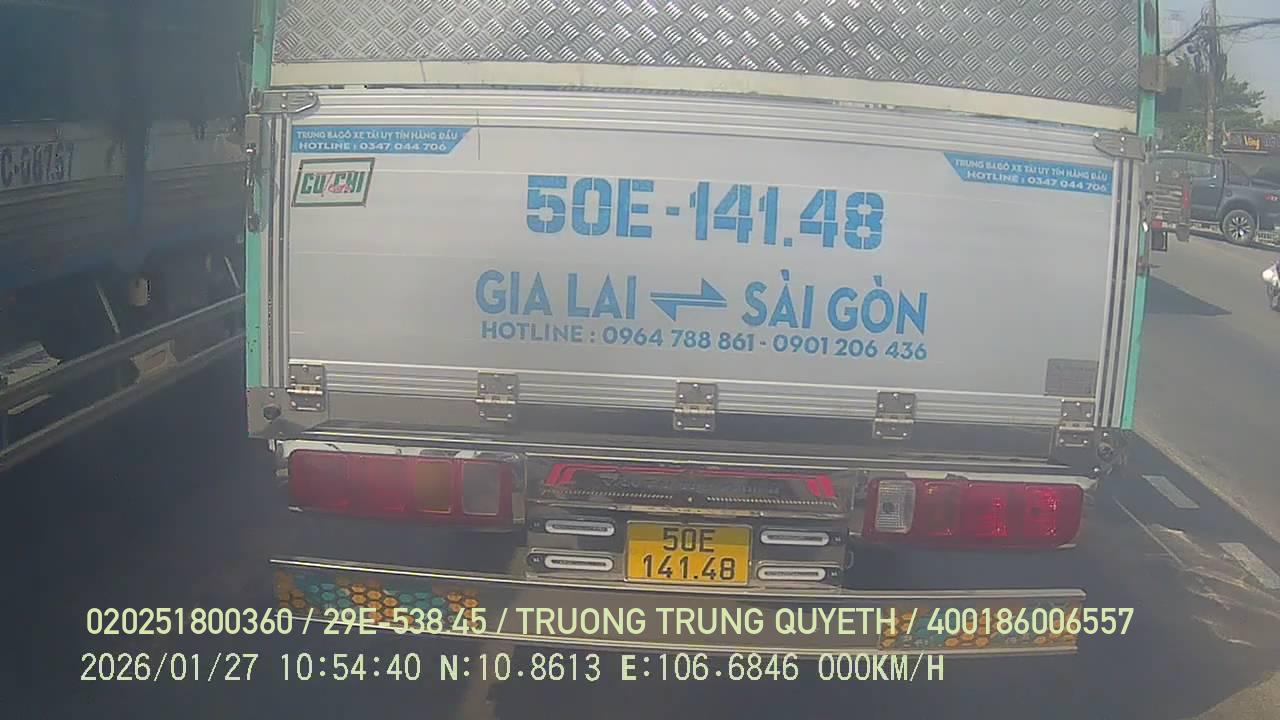 TRUNG BAGÔ XE TẢI UY TÍN HÀNG ĐẦU
HOTLINE : 0347 044 706
CỦ CHI
TRUNG BAGÔ XE TẢI UY TÍN HÀNG ĐẦU
HOTLINE : 0347 044 706
50E-141.48
GIA LAI SÀI GÒN
HOTLINE : 0964 788 861 - 0901 206 436
50E
141.48
020251800360 / 29E-538.45 / TRUONG TRUNG QUYETH / 400186006557
2026/01/27 10:54:40 N:10.8613 E:106.6846 000KM/H